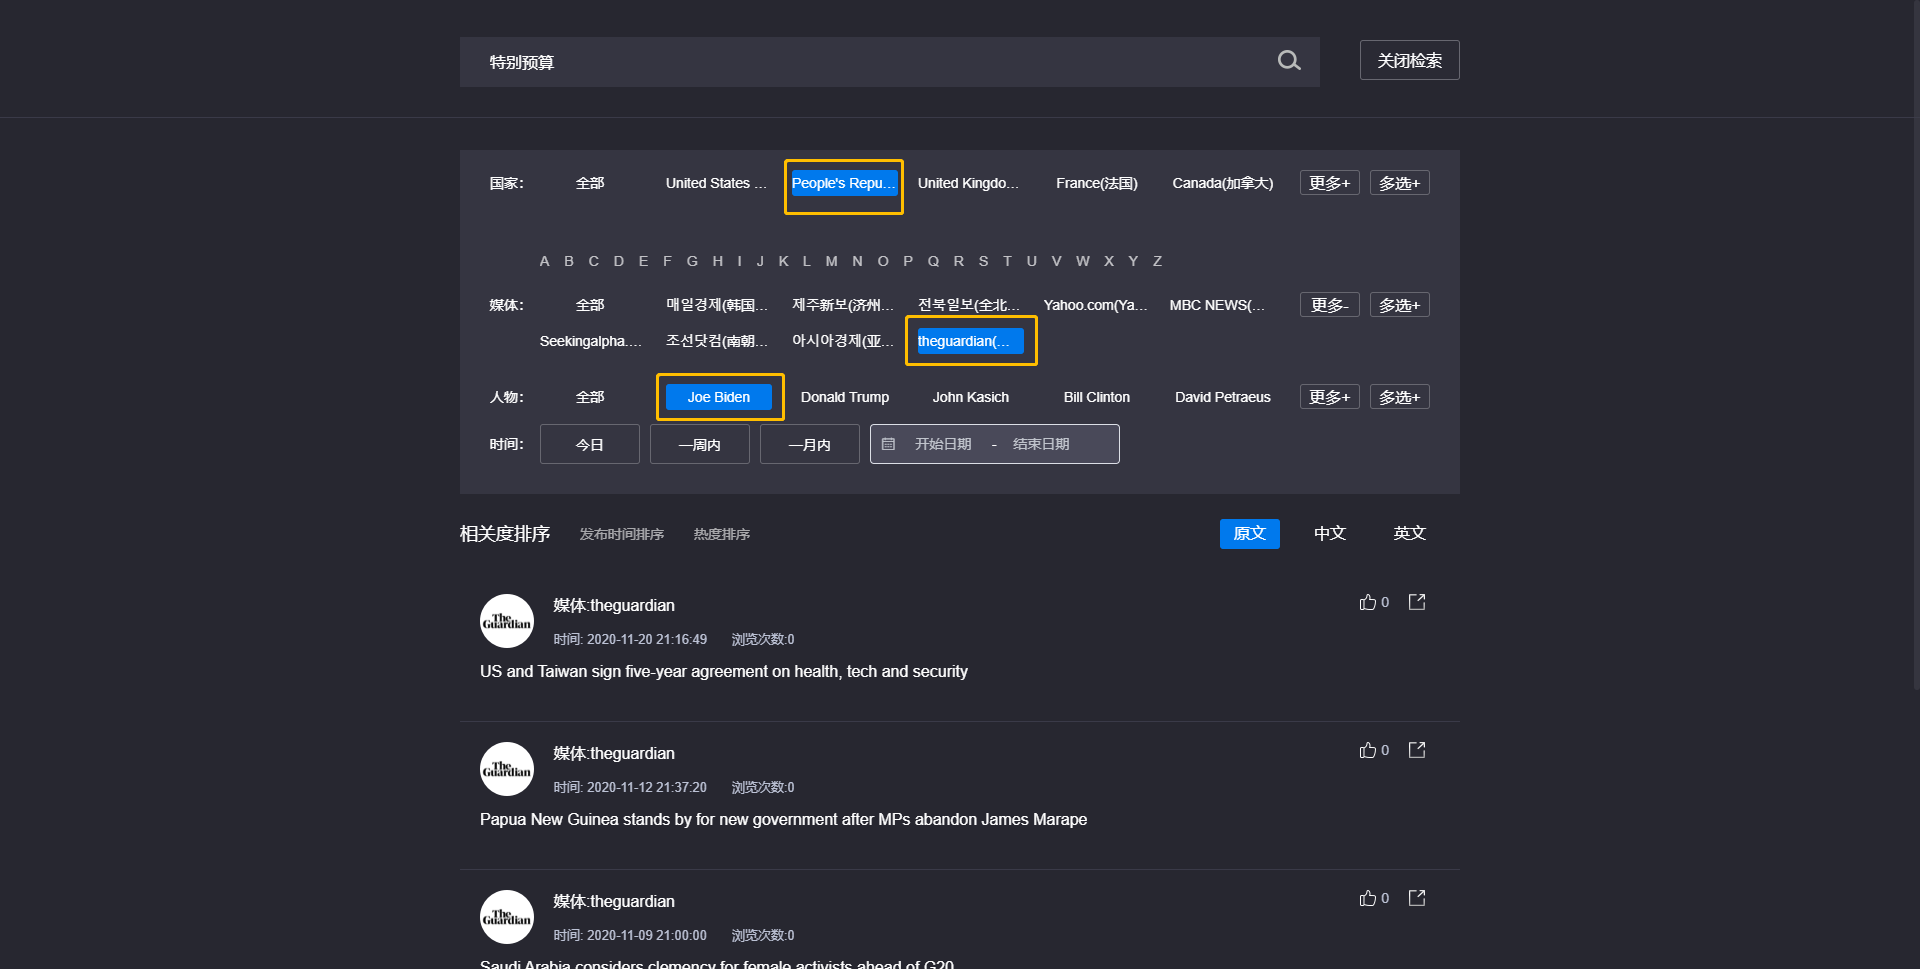 特别预算
关闭检索
国家: 全部 United States ... People's Repu... United Kingdo... France(法国) Canada(加拿大) 更多+ 多选+
A B C D E F G H I J K L M N O P Q R S T U V W X Y Z
媒体: 全部 매일경제(韩国... 제주新보(济州... 전북일보(全北... Yahoo.com(Ya... MBC NEWS(... 更多- 多选+
Seekingalpha.... 조선닷컴(南朝... 아시아경제(亚... theguardian(...
人物: 全部 Joe Biden Donald Trump John Kasich Bill Clinton David Petraeus 更多+ 多选+
时间: 今日 一周内 一月内 开始日期 - 结束日期
相关度排序 发布时间排序 热度排序 原文 中文 英文
The Guardian
媒体:theguardian 0
时间: 2020-11-20 21:16:49 浏览次数:0
US and Taiwan sign five-year agreement on health, tech and security
The Guardian
媒体:theguardian 0
时间: 2020-11-12 21:37:20 浏览次数:0
Papua New Guinea stands by for new government after MPs abandon James Marape
The Guardian
媒体:theguardian 0
时间: 2020-11-09 21:00:00 浏览次数:0
Saudi Arabia considers clemency for female activists ahead of G20